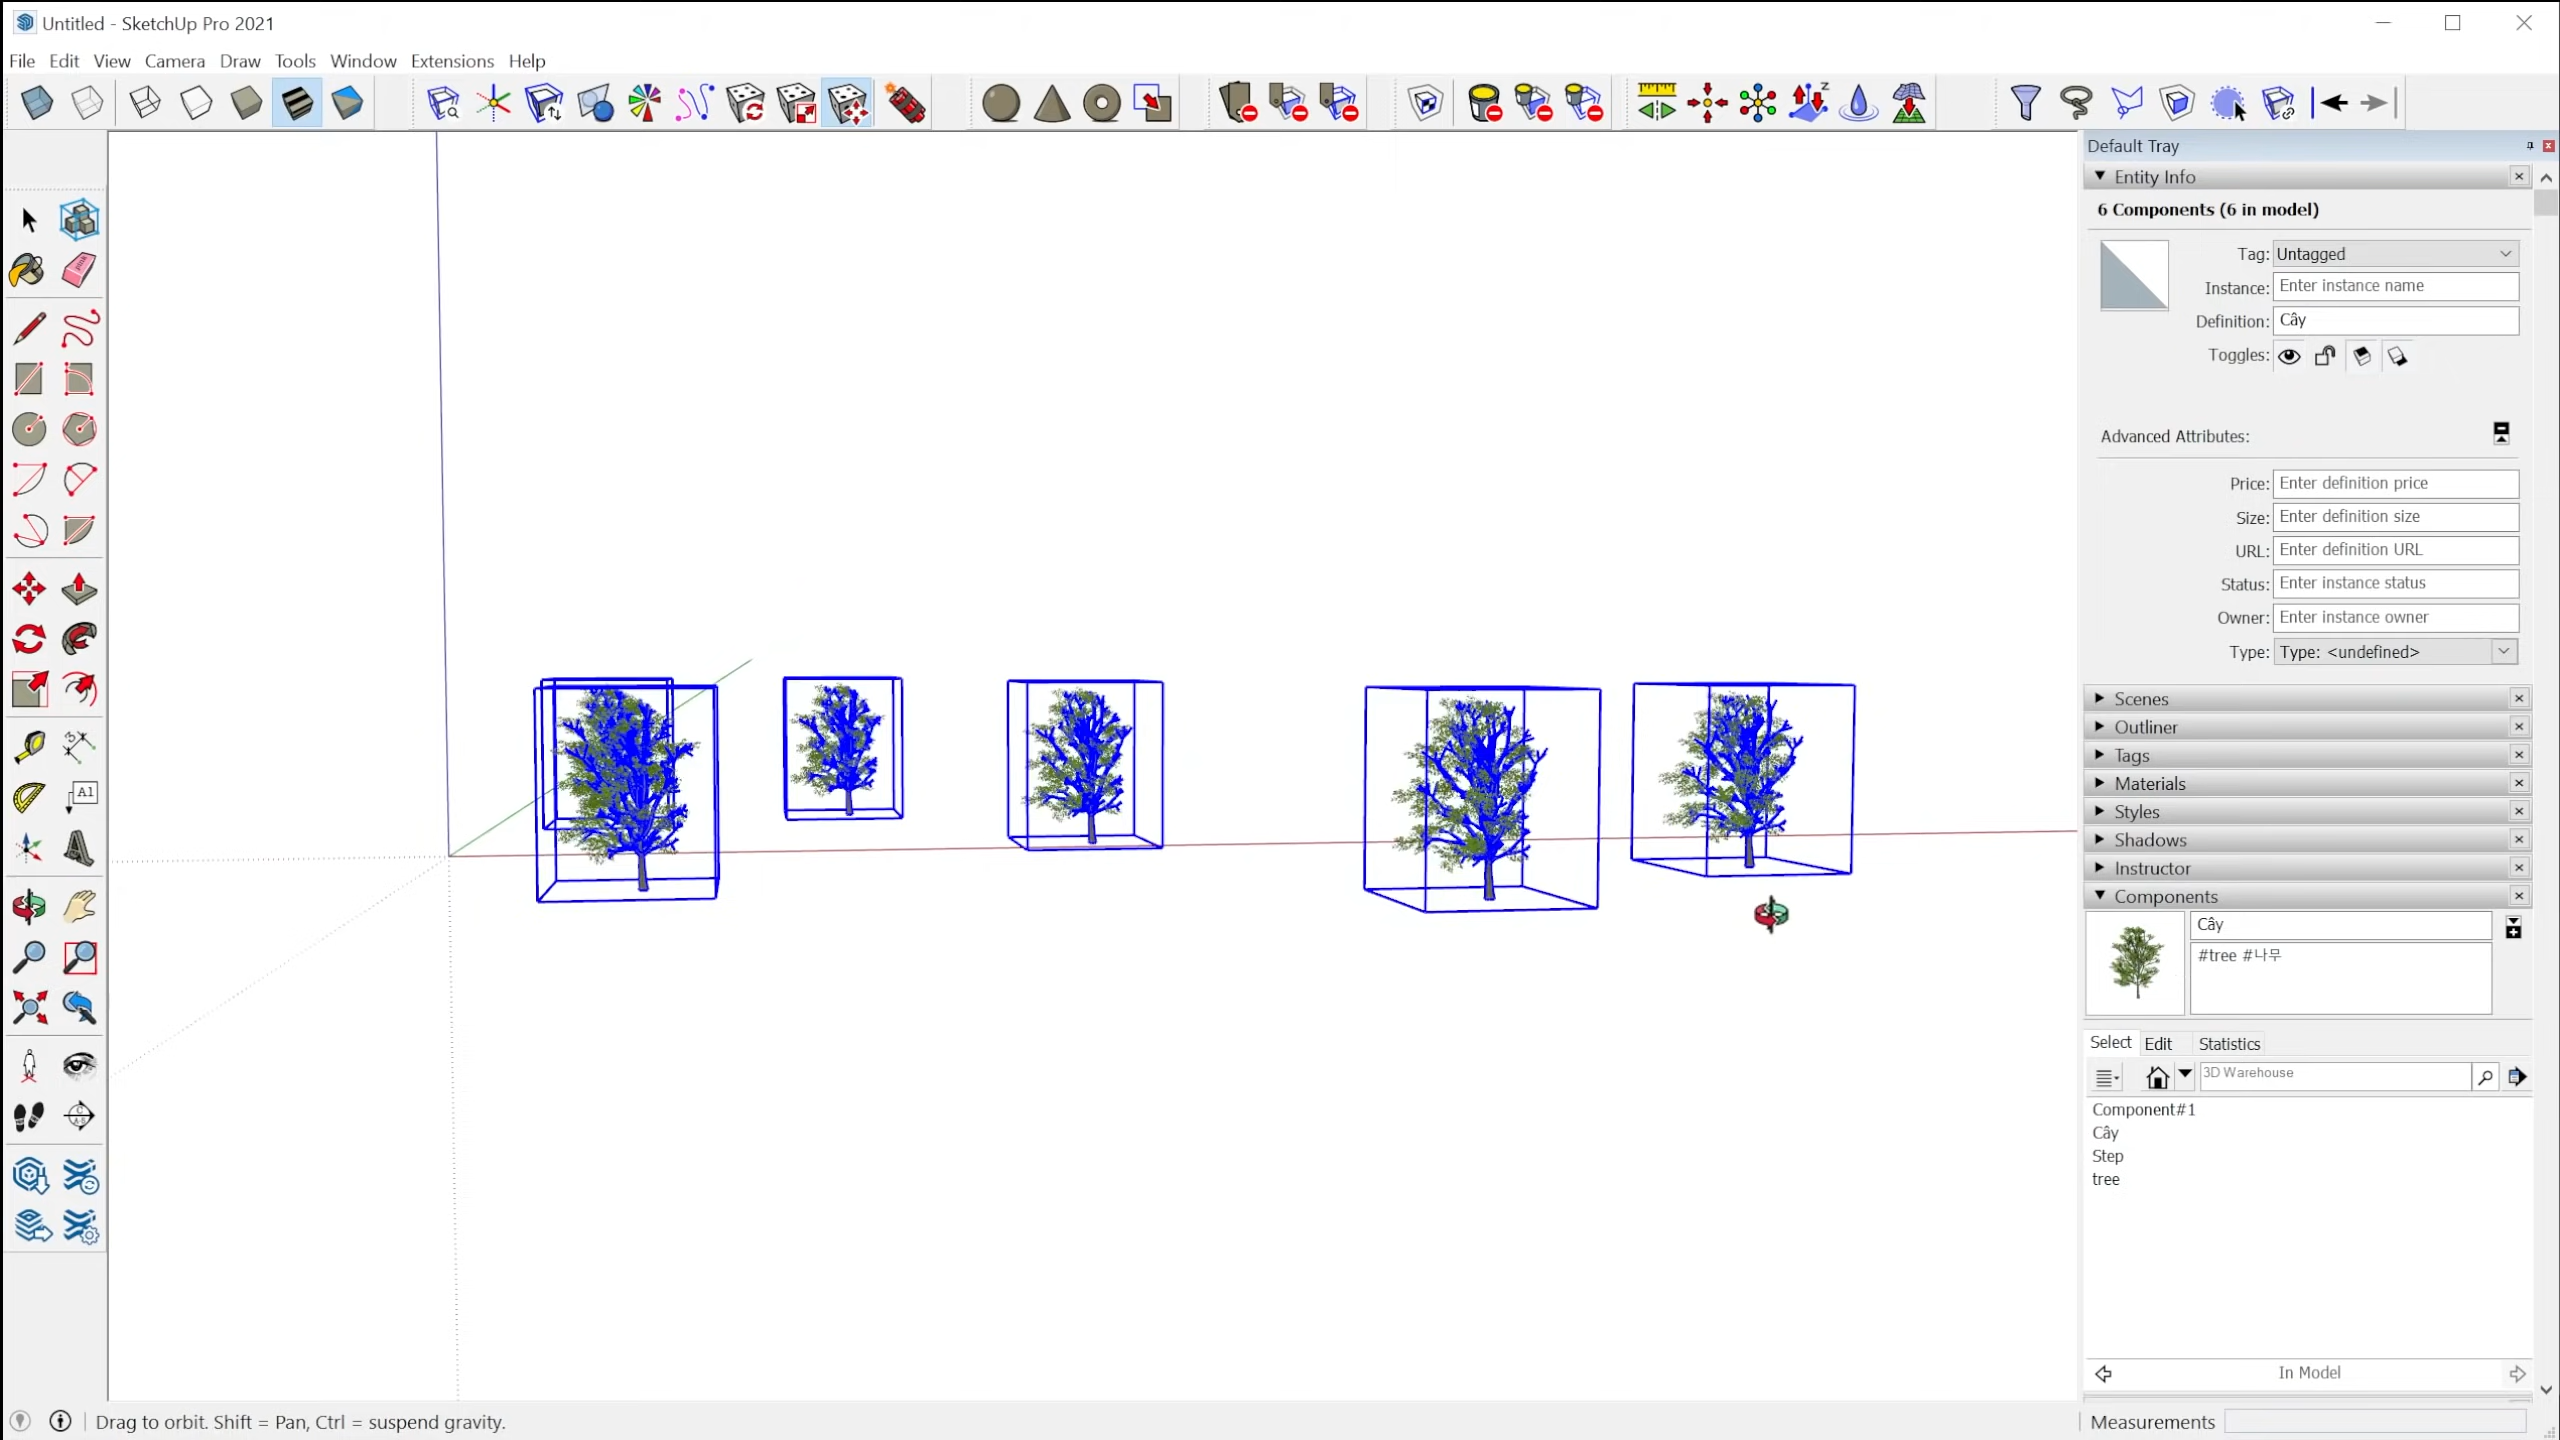 Untitled - SketchUp Pro 2021
File Edit View Camera Draw Tools Window Extensions Help
Default Tray
Entity Info
6 Components (6 in model)
Tag: Untagged
Instance: Enter instance name
Definition: Cây
Toggles:
Advanced Attributes:
Price: Enter definition price
Size: Enter definition size
URL: Enter definition URL
Status: Enter instance status
Owner: Enter instance owner
Type: Type: <undefined>
Scenes
Outliner
Tags
Materials
Styles
Shadows
Instructor
Components
Cây
#tree #나무
Select Edit Statistics
3D Warehouse
Component#1
Cây
Step
tree
In Model
Drag to orbit. Shift = Pan, Ctrl = suspend gravity.
Measurements